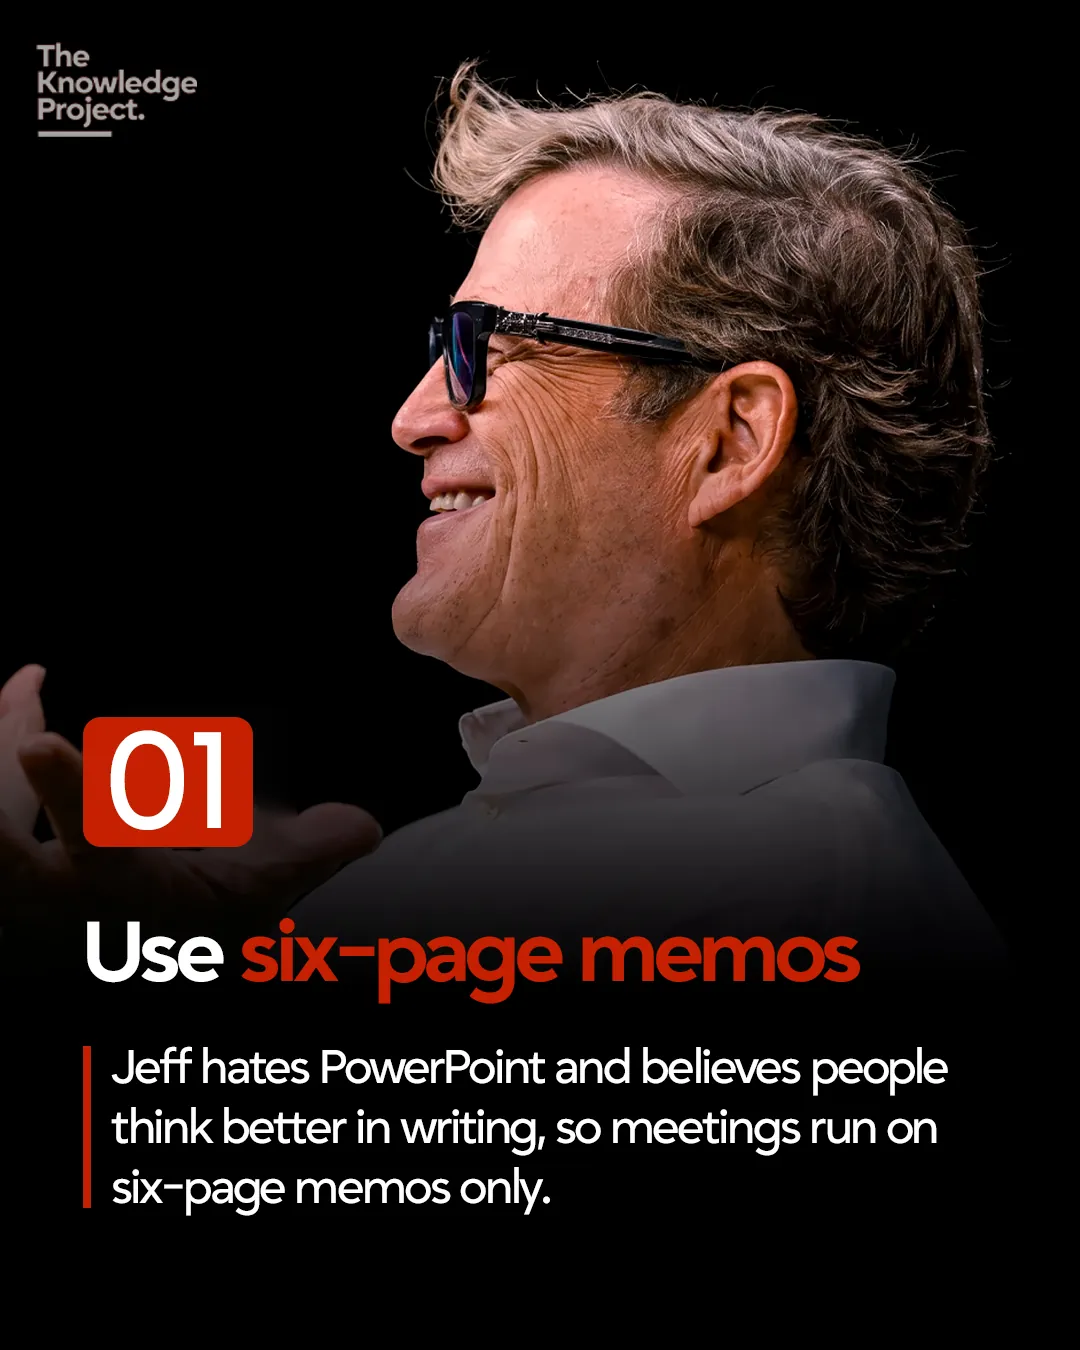 The
Knowledge
Project.
01
Use six-page memos
Jeff hates PowerPoint and believes people
think better in writing, so meetings run on
six-page memos only.